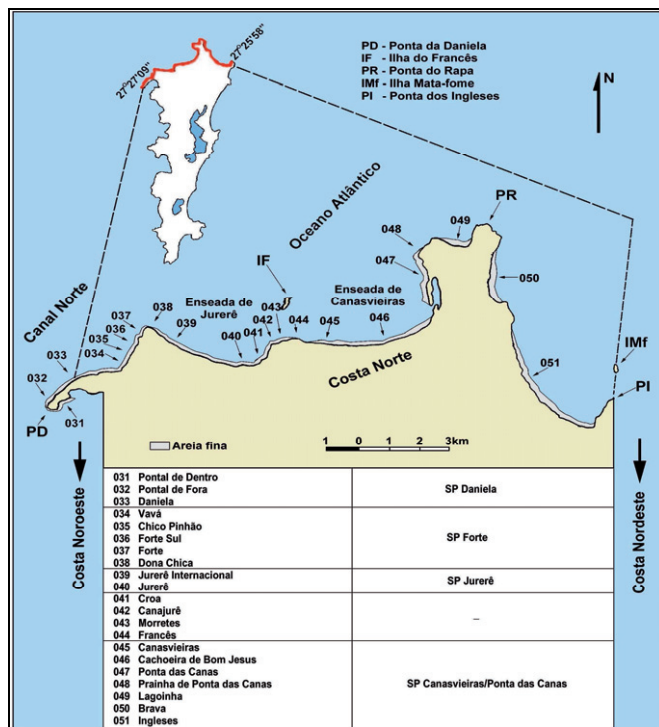 27º27'09"
27º25'58"
PD - Ponta da Daniela
IF - Ilha do Francês
PR - Ponta do Rapa
IMf - Ilha Mata-fome
PI - Ponta dos Ingleses
N
Oceano Atlântico
PR
049
048
047
050
IF
Enseada de
Canasvieiras
Enseada de
Jurerê
Canal Norte
038
037
036
035
034
033
032
031
039
040
041
042
043
044
045
046
051
Costa Norte
IMf
PI
PD
Areia fina
1 0 3km
Costa Noroeste
Costa Nordeste
031 Pontal de Dentro
032 Pontal de Fora
033 Daniela
SP Daniela
034 Vavá
035 Chico Pinhão
036 Forte Sul
037 Forte
038 Dona Chica
SP Forte
039 Jurerê Internacional
040 Jurerê
SP Jurerê
041 Croa
042 Canajurê
043 Morretes
044 Francês
–
045 Canasvieiras
046 Cachoeira de Bom Jesus
047 Ponta das Canas
048 Prainha de Ponta das Canas
049 Lagoinha
050 Brava
051 Ingleses
SP Canasvieiras/Ponta das Canas